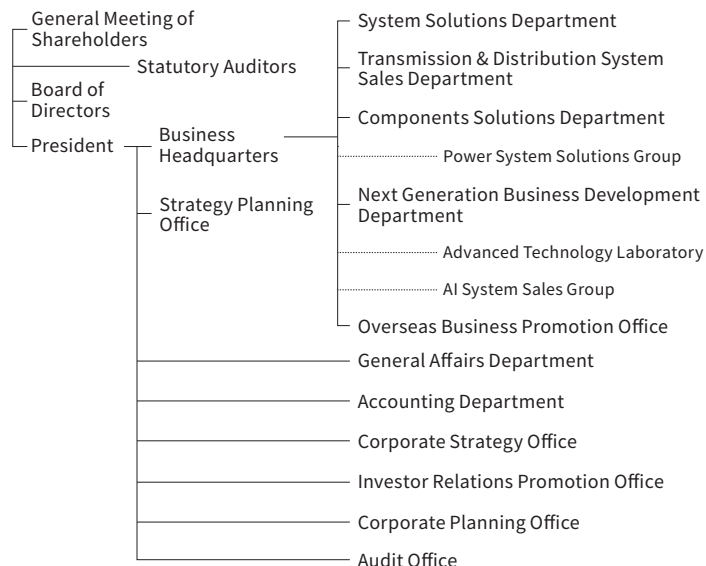 General Meeting of
Shareholders
Statutory Auditors
Board of
Directors
President
Business
Headquarters
Strategy Planning
Office
System Solutions Department
Transmission & Distribution System
Sales Department
Components Solutions Department
Power System Solutions Group
Next Generation Business Development
Department
Advanced Technology Laboratory
AI System Sales Group
Overseas Business Promotion Office
General Affairs Department
Accounting Department
Corporate Strategy Office
Investor Relations Promotion Office
Corporate Planning Office
Audit Office